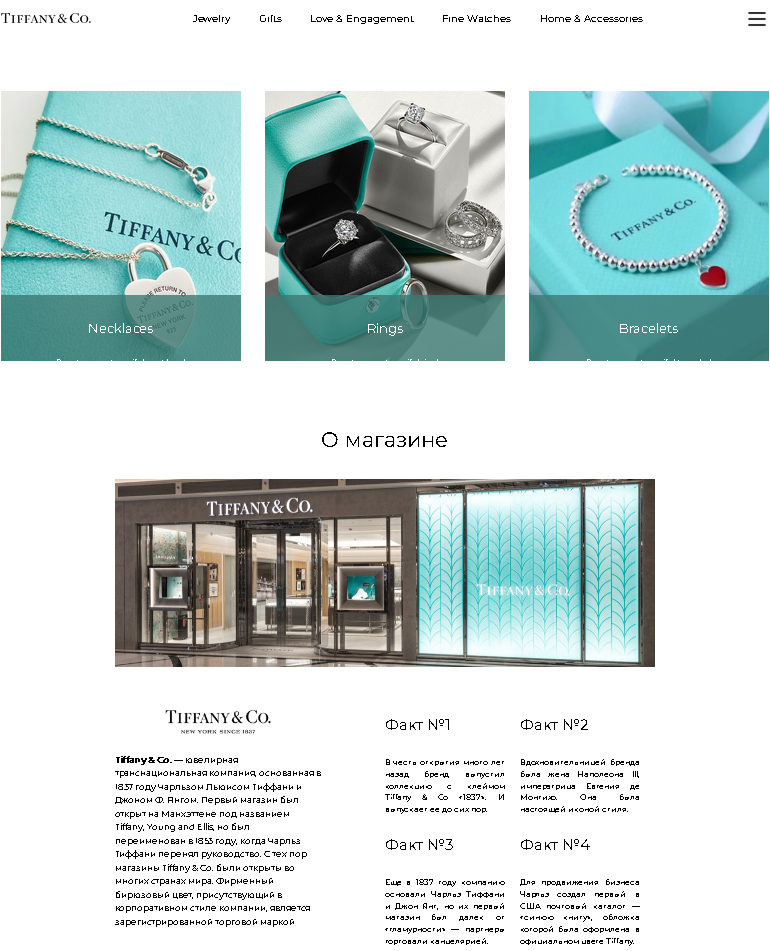 TIFFANY & CO.
Jewelry Gifts Love & Engagement Fine Watches Home & Accessories
TIFFANY & CO
PLEASE RETURN TO
TIFFANY & CO.
NEW YORK
925
TIFFANY & CO.
Necklaces
Rings
Bracelets
О магазине
TIFFANY & CO.
TIFFANY & CO.
TIFFANY & CO.
NEW YORK SINCE 1837
Tiffany & Co. — ювелирная
транснациональная компания, основанная в
1837 году Чарльзом Льюисом Тиффани и
Джоном Ф. Янгом. Первый магазин был
открыт на Манхэттене под названием
Tiffany, Young and Ellis, но был
переименован в 1853 году, когда Чарльз
Тиффани перенял руководство. С тех пор
магазины Tiffany & Co. были открыты во
многих странах мира. Фирменный
бирюзовый цвет, присутствующий в
корпоративном стиле компании, является
зарегистрированной торговой маркой
Факт №1
В честь открытия много лет
назад бренд выпустил
коллекцию с клеймом
Tiffany & Co «1837». И
выпускает ее до сих пор.
Факт №2
Вдохновительницей бренда
была жена Наполеона III,
императрица Евгения де
Монтихо. Она была
настоящей иконой стиля.
Факт №3
Еще в 1837 году компанию
основали Чарльз Тиффани
и Джон Янг, но их первый
магазин был далек от
«гламурности» — партнеры
торговали канцелярией.
Факт №4
Для продвижения бизнеса
Чарльз создал первый в
США почтовый каталог —
«синюю книгу», обложка
которой была оформлена в
официальном цвете Tiffany.